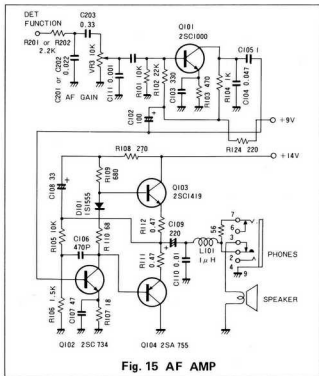 DET
FUNCTION
R201 or R202
2.2K
C203
0.33
C201 or C202
0.022
VR3 10K
AF GAIN
C111 0.001
R101 10K
R102 22K
Q101
2SC1000
C103 330
R103 470
C105 1
R104 1K
C104 0.047
C102
100
+9V
R124 220
+14V
R108 270
C108 33
R109
680
D101
1S1555
Q103
2SC1419
R112
0.47
C109
220
R105 10K
C106
470P
R110 68
R111
0.47
C110 0.01
L101
1μH
56
7
6
3
5
2
4
9
PHONES
SPEAKER
R106 1.5K
C107 47
R107 18
Q102 2SC 734
Q104 2SA 755
Fig. 15 AF AMP